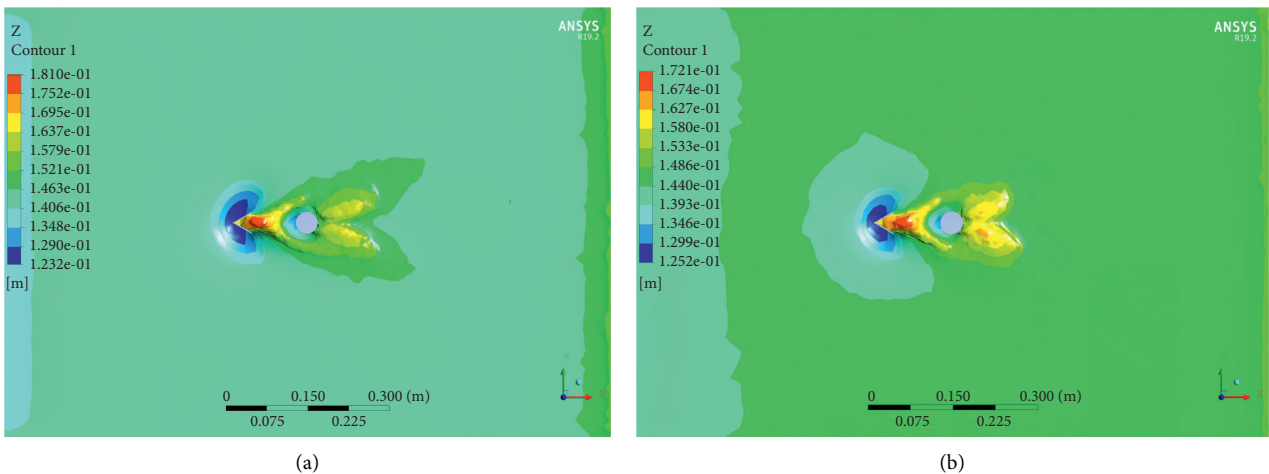 Z
Contour 1
1.810e-01
1.752e-01
1.695e-01
1.637e-01
1.579e-01
1.521e-01
1.463e-01
1.406e-01
1.348e-01
1.290e-01
1.232e-01
[m]
ANSYS
R19.2
0 0.150 0.300 (m)
0.075 0.225
(a)
Z
Contour 1
1.721e-01
1.674e-01
1.627e-01
1.580e-01
1.533e-01
1.486e-01
1.440e-01
1.393e-01
1.346e-01
1.299e-01
1.252e-01
[m]
ANSYS
R19.2
0 0.150 0.300 (m)
0.075 0.225
(b)